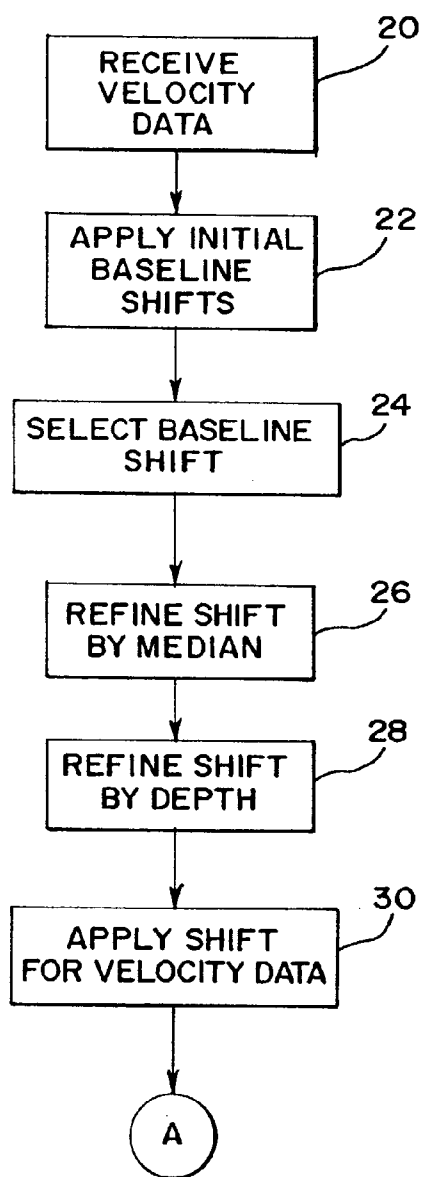 20
RECEIVE
VELOCITY
DATA
22
APPLY INITIAL
BASELINE
SHIFTS
24
SELECT BASELINE
SHIFT
26
REFINE SHIFT
BY MEDIAN
28
REFINE SHIFT
BY DEPTH
30
APPLY SHIFT
FOR VELOCITY DATA
A